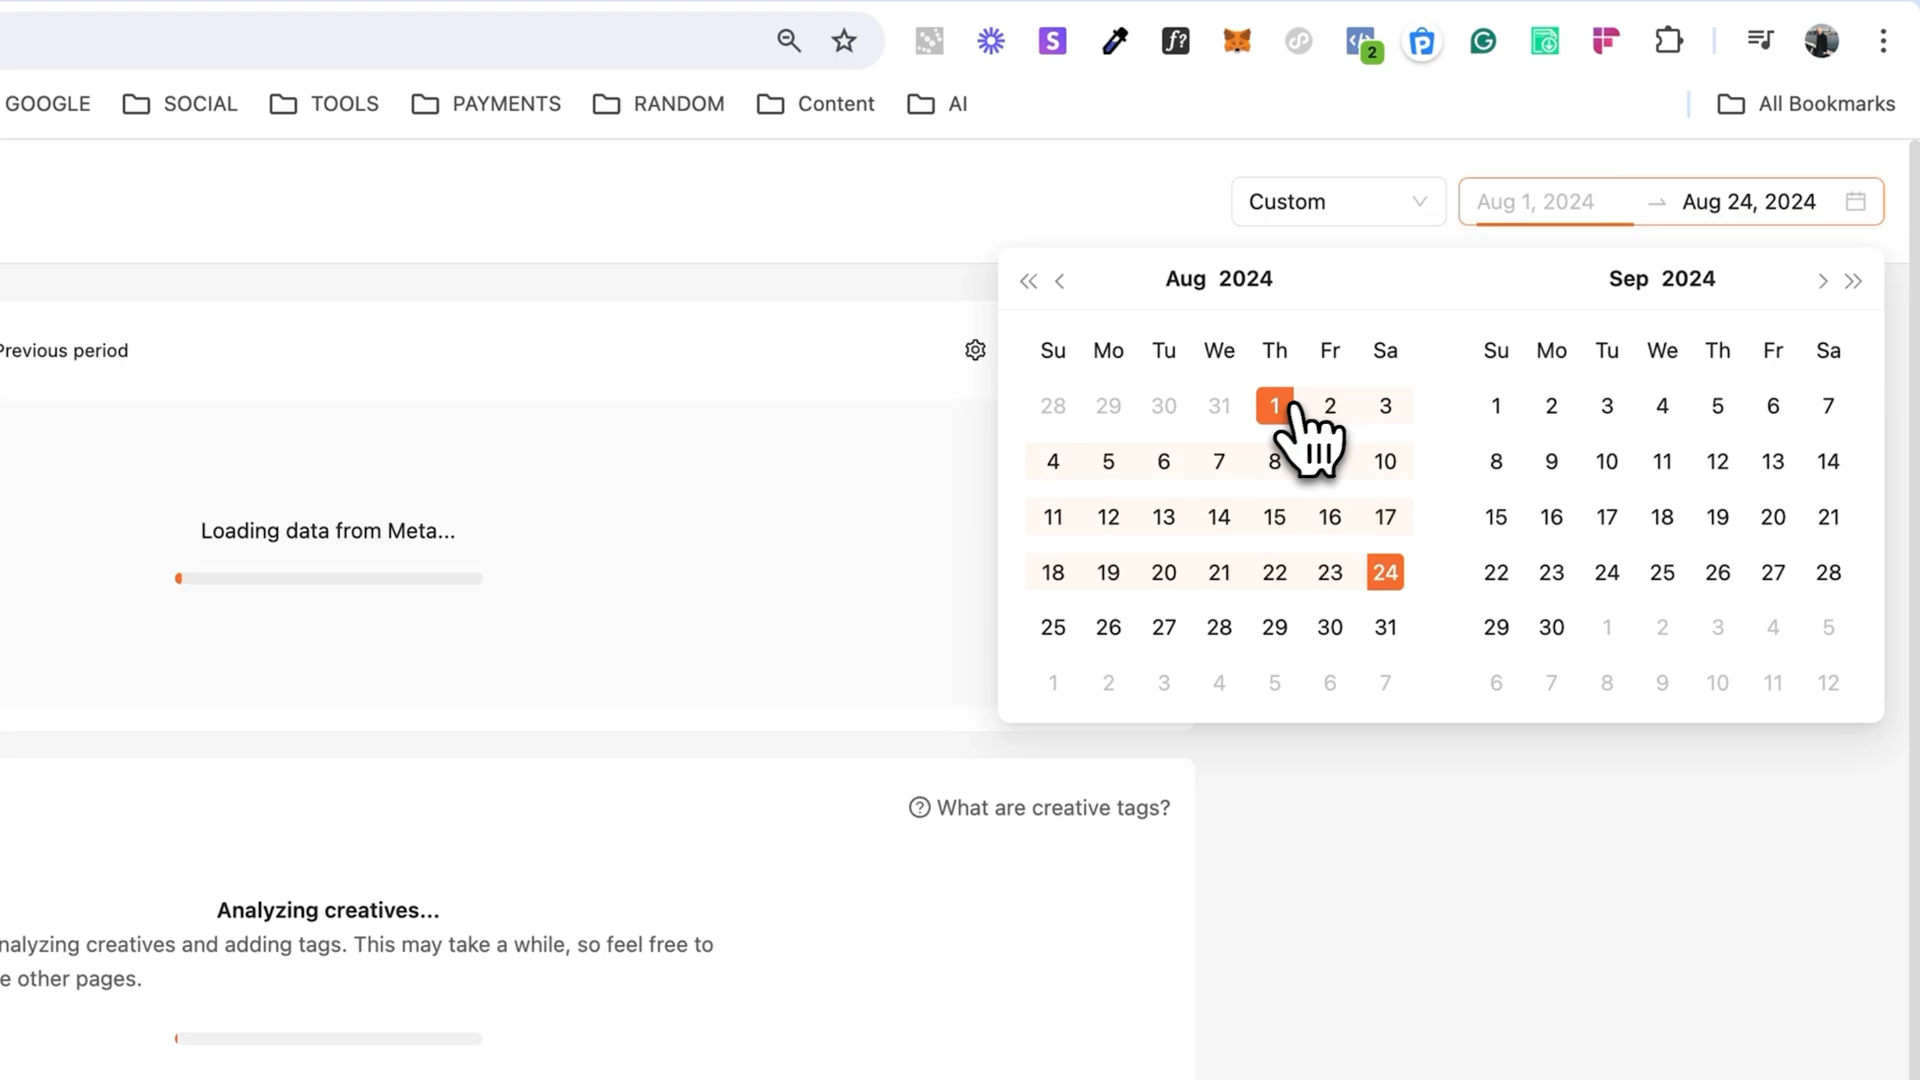 GOOGLE SOCIAL TOOLS PAYMENTS RANDOM Content AI All Bookmarks
S f? 2 P G
Custom Aug 1, 2024 → Aug 24, 2024
Aug 2024 Sep 2024
Previous period
Su Mo Tu We Th Fr Sa Su Mo Tu We Th Fr Sa
28 29 30 31 1 2 3 1 2 3 4 5 6 7
4 5 6 7 8 10 8 9 10 11 12 13 14
11 12 13 14 15 16 17 15 16 17 18 19 20 21
Loading data from Meta...
18 19 20 21 22 23 24 22 23 24 25 26 27 28
25 26 27 28 29 30 31 29 30 1 2 3 4 5
1 2 3 4 5 6 7 6 7 8 9 10 11 12
What are creative tags?
Analyzing creatives...
nalyzing creatives and adding tags. This may take a while, so feel free to
e other pages.